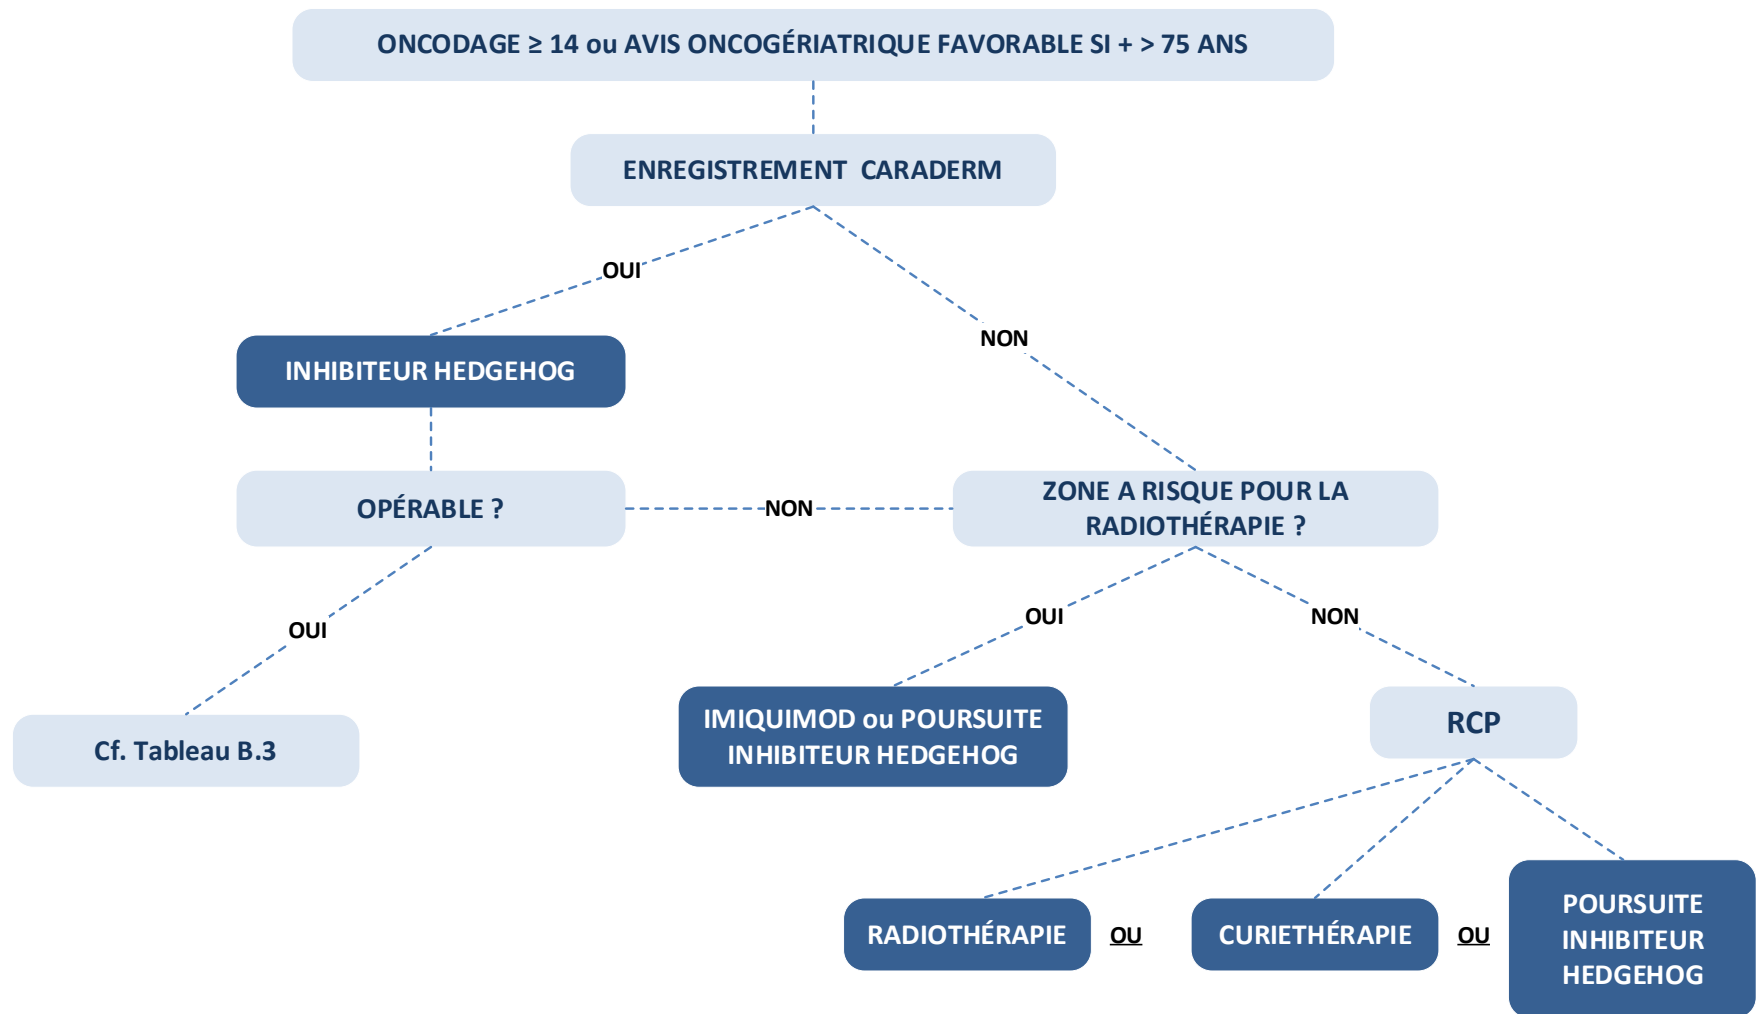 ONCODAGE ≥ 14 ou AVIS ONCOGÉRIATRIQUE FAVORABLE SI + > 75 ANS
ENREGISTREMENT CARADERM
OUI
NON
INHIBITEUR HEDGEHOG
OPÉRABLE ?
NON
ZONE A RISQUE POUR LA
RADIOTHÉRAPIE ?
OUI
OUI
NON
Cf. Tableau B.3
IMIQUIMOD ou POURSUITE
INHIBITEUR HEDGEHOG
RCP
RADIOTHÉRAPIE
OU
CURIETHÉRAPIE
OU
POURSUITE
INHIBITEUR
HEDGEHOG